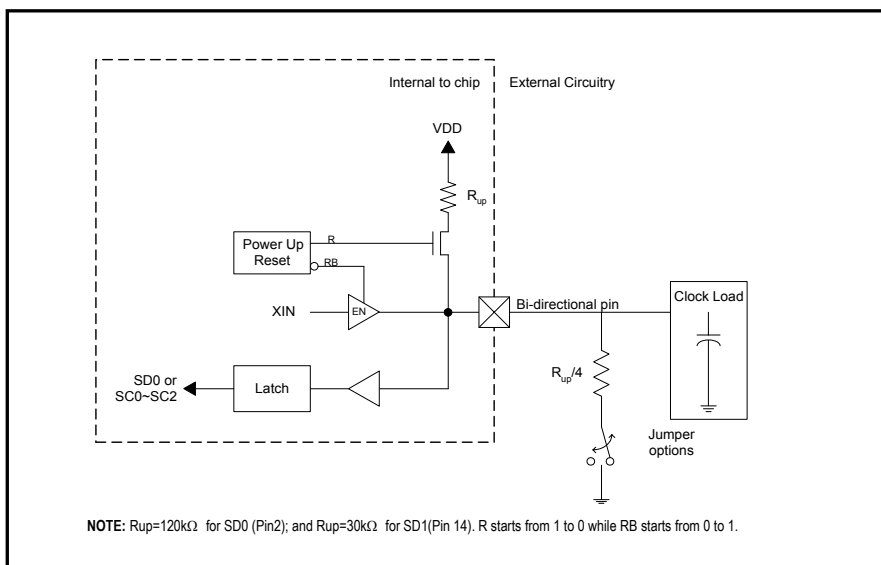 Internal to chip
External Circuitry
VDD
Rup
Power Up
Reset
R
RB
XIN
EN
Bi-directional pin
Clock Load
SD0 or
SC0~SC2
Latch
Rup/4
Jumper
options
NOTE: Rup=120kΩ for SD0 (Pin2); and Rup=30kΩ for SD1(Pin 14). R starts from 1 to 0 while RB starts from 0 to 1.